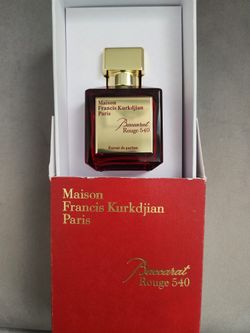 Maison
Francis Kurkdjian
Paris
Baccarat
Rouge 540
Extrait de parfum
Maison
Francis Kurkdjian
Paris
Baccarat
Rouge 540